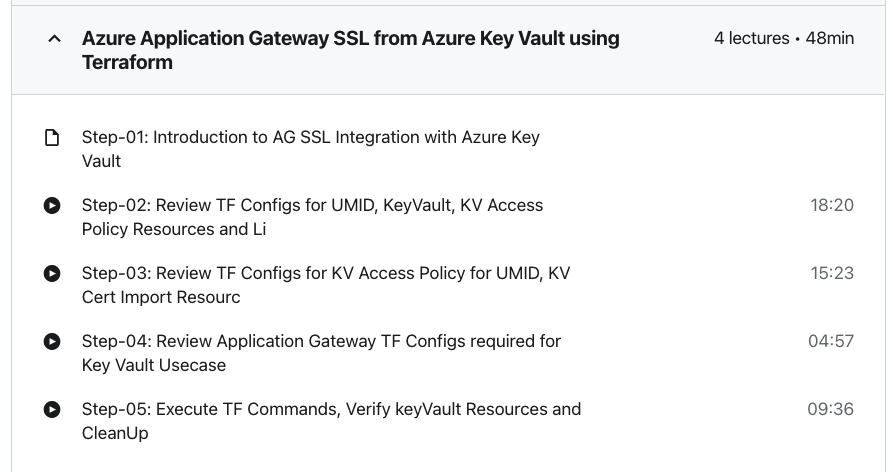 Azure Application Gateway SSL from Azure Key Vault using
Terraform
4 lectures • 48min
Step-01: Introduction to AG SSL Integration with Azure Key
Vault
Step-02: Review TF Configs for UMID, KeyVault, KV Access
Policy Resources and Li
18:20
Step-03: Review TF Configs for KV Access Policy for UMID, KV
Cert Import Resourc
15:23
Step-04: Review Application Gateway TF Configs required for
Key Vault Usecase
04:57
Step-05: Execute TF Commands, Verify keyVault Resources and
CleanUp
09:36